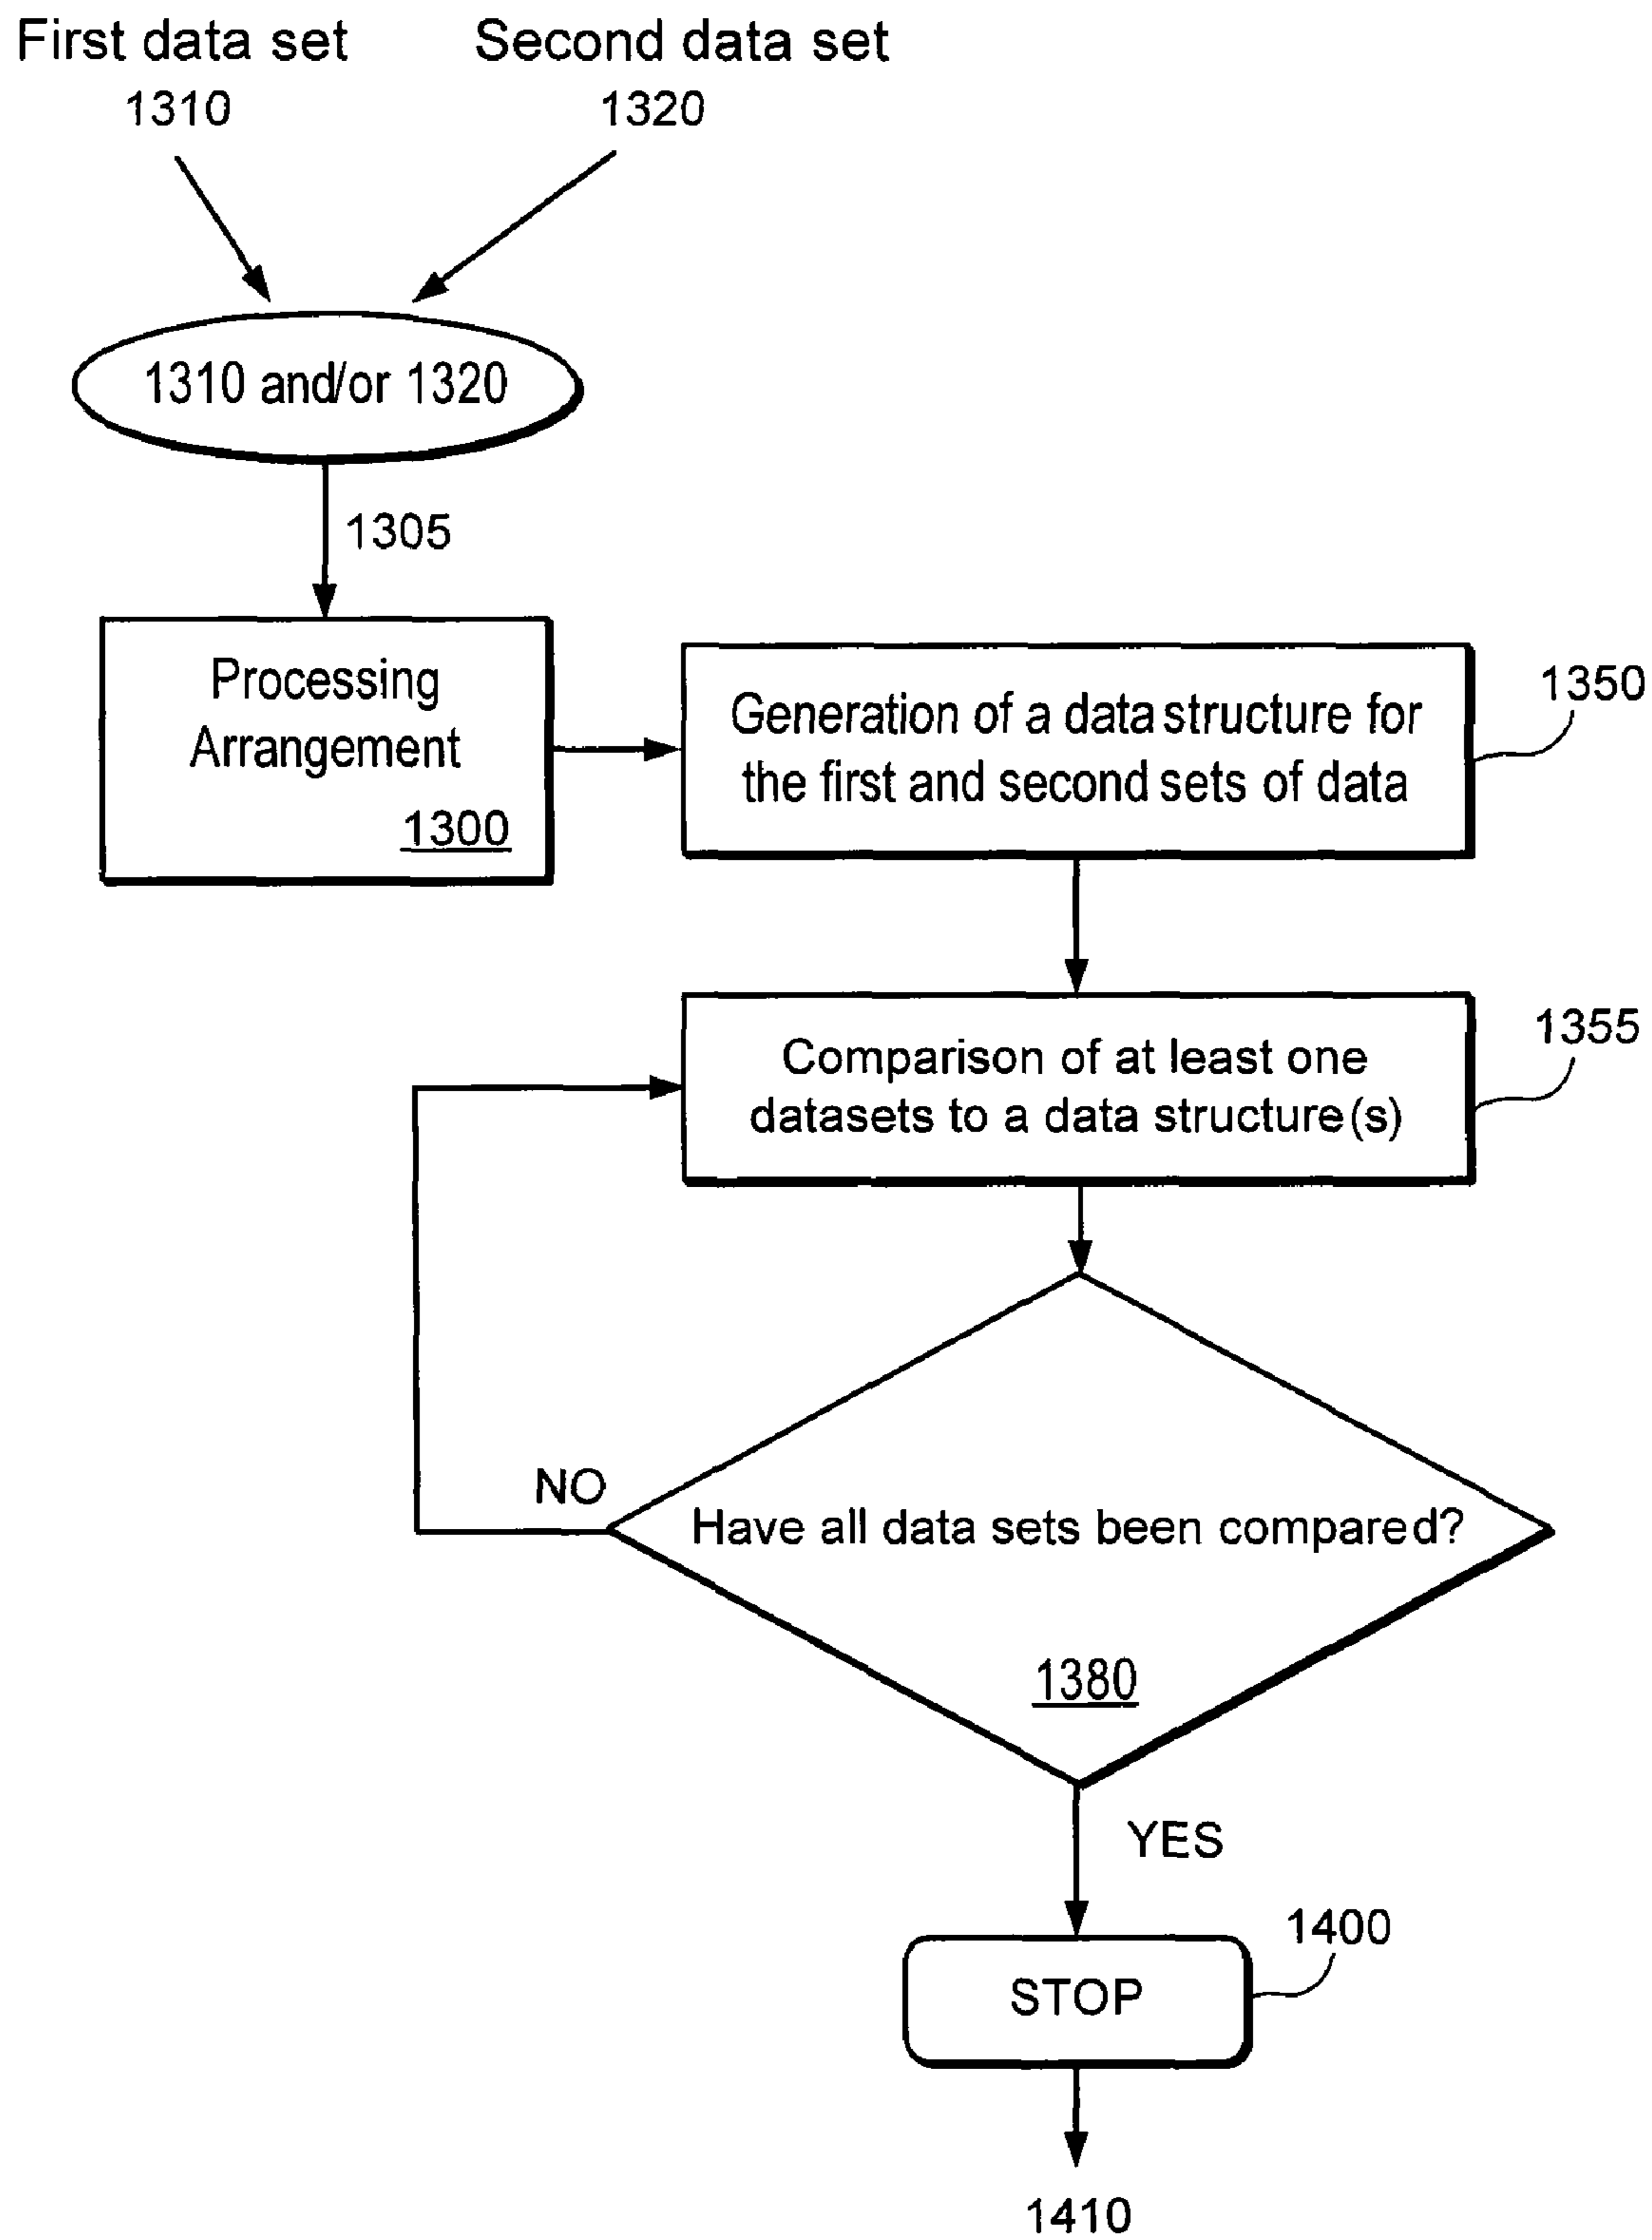 First data set
1310
Second data set
1320
1310 and/or 1320
1305
Processing
Arrangement
1300
Generation of a data structure for
the first and second sets of data
1350
Comparison of at least one
datasets to a data structure(s)
1355
NO
Have all data sets been compared?
1380
YES
STOP
1400
1410